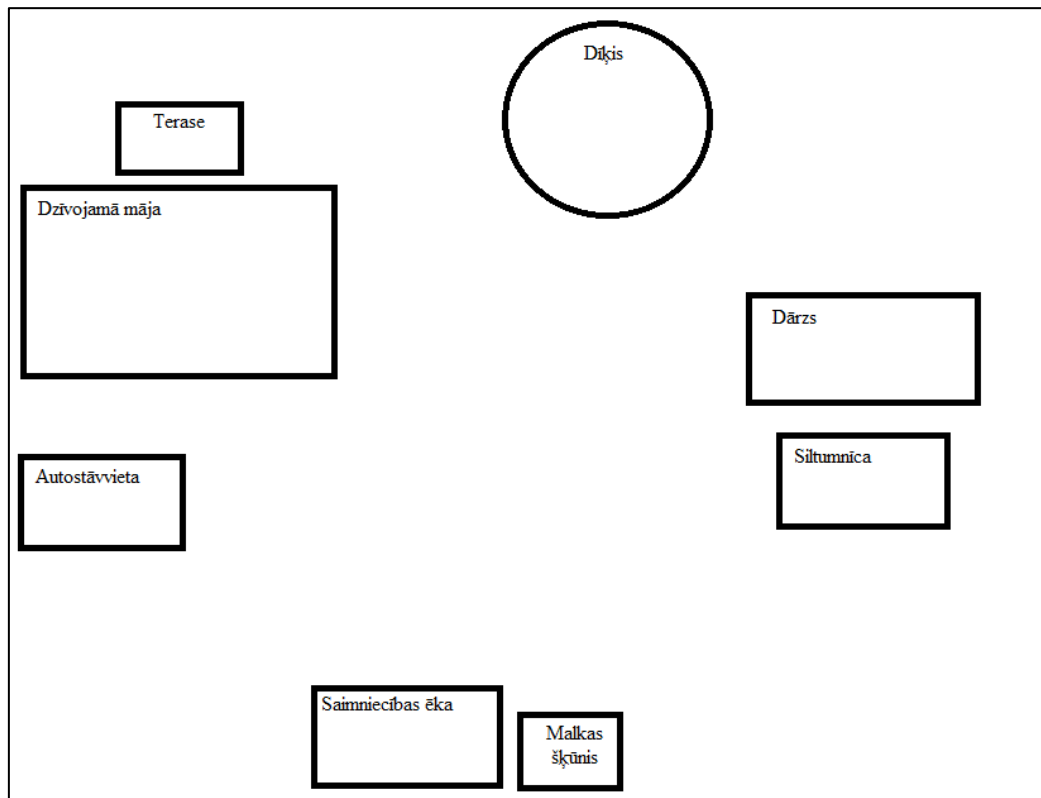 Dīķis
Terase
Dzīvojamā māja
Dārzs
Siltumnīca
Autostāvvieta
Saimniecības ēka
Malkas
šķūnis